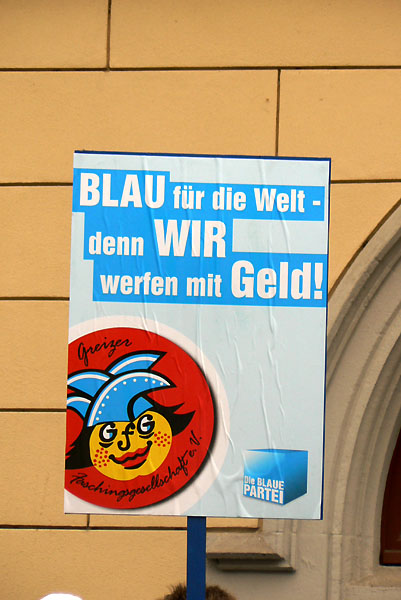 BLAU für die Welt -
denn WIR
werfen mit Geld!
Greizer
GfG
Faschingsgesellschaft e.V.
Die BLAUE
PARTEI